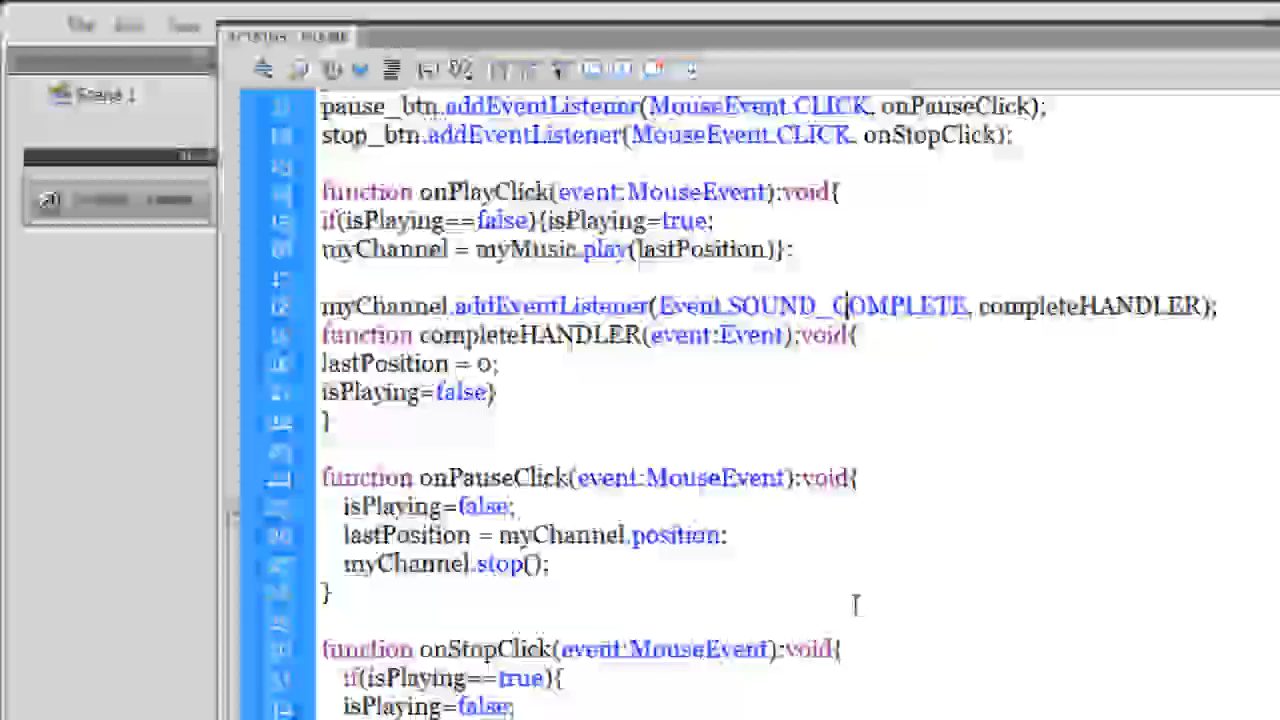 Scene 1
pause_btn.addEventListener(MouseEvent.CLICK, onPauseClick);
stop_btn.addEventListener(MouseEvent.CLICK, onStopClick);
function onPlayClick(event:MouseEvent):void{
if(isPlaying==false){isPlaying=true;
myChannel = myMusic.play(lastPosition)};
myChannel.addEventListener(Event.SOUND_COMPLETE, completeHANDLER);
function completeHANDLER(event:Event):void{
lastPosition = 0;
isPlaying=false}
}
function onPauseClick(event:MouseEvent):void{
isPlaying=false;
lastPosition = myChannel.position;
myChannel.stop();
}
function onStopClick(event:MouseEvent):void{
if(isPlaying==true){
isPlaying=false;